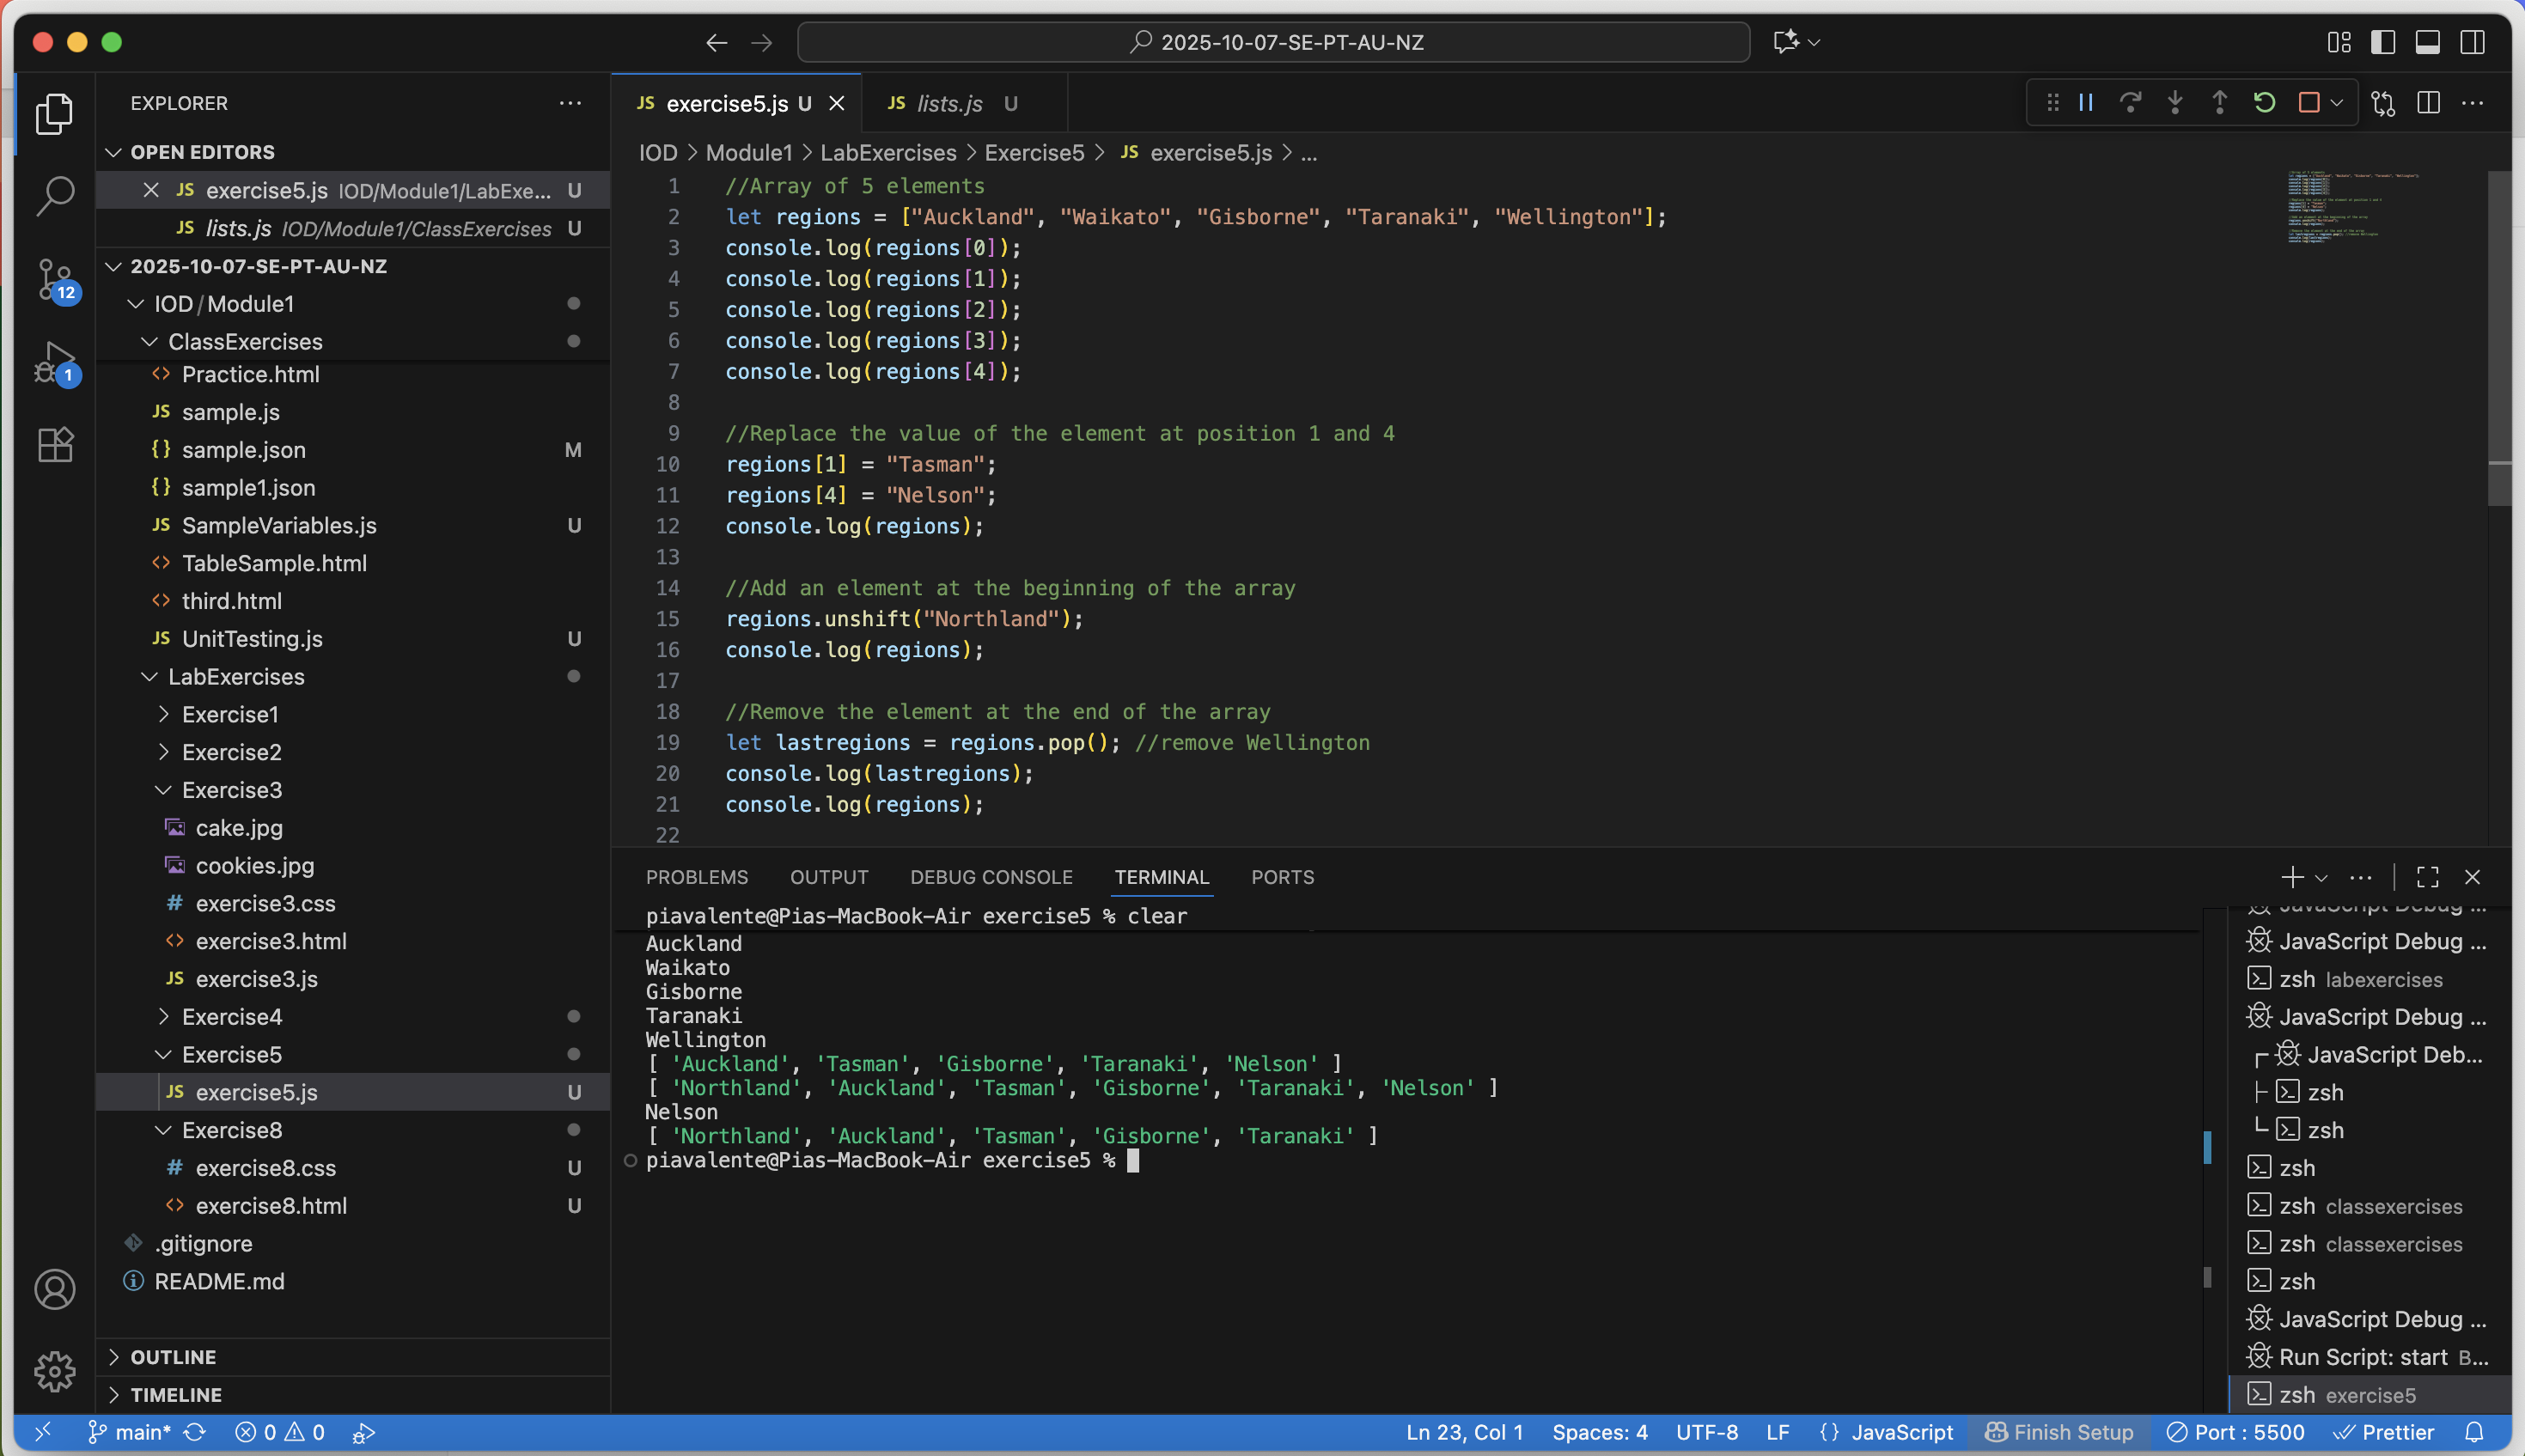 2025-10-07-SE-PT-AU-NZ
EXPLORER
OPEN EDITORS
JS exercise5.js IOD/Module1/LabExe... U
JS lists.js IOD/Module1/ClassExercises U
2025-10-07-SE-PT-AU-NZ
IOD / Module1
ClassExercises
<> Practice.html
JS sample.js
{} sample.json M
{} sample1.json
JS SampleVariables.js U
<> TableSample.html
<> third.html
JS UnitTesting.js U
LabExercises
Exercise1
Exercise2
Exercise3
cake.jpg
cookies.jpg
# exercise3.css
<> exercise3.html
JS exercise3.js
Exercise4
Exercise5
JS exercise5.js U
Exercise8
# exercise8.css U
<> exercise8.html U
.gitignore
README.md
OUTLINE
TIMELINE
12
1
JS exercise5.js U
JS lists.js U
IOD > Module1 > LabExercises > Exercise5 > JS exercise5.js > ...
1 //Array of 5 elements
2 let regions = ["Auckland", "Waikato", "Gisborne", "Taranaki", "Wellington"];
3 console.log(regions[0]);
4 console.log(regions[1]);
5 console.log(regions[2]);
6 console.log(regions[3]);
7 console.log(regions[4]);
8
9 //Replace the value of the element at position 1 and 4
10 regions[1] = "Tasman";
11 regions[4] = "Nelson";
12 console.log(regions);
13
14 //Add an element at the beginning of the array
15 regions.unshift("Northland");
16 console.log(regions);
17
18 //Remove the element at the end of the array
19 let lastregions = regions.pop(); //remove Wellington
20 console.log(lastregions);
21 console.log(regions);
22
PROBLEMS OUTPUT DEBUG CONSOLE TERMINAL PORTS
piavalente@Pias-MacBook-Air exercise5 % clear
Auckland
Waikato
Gisborne
Taranaki
Wellington
[ 'Auckland', 'Tasman', 'Gisborne', 'Taranaki', 'Nelson' ]
[ 'Northland', 'Auckland', 'Tasman', 'Gisborne', 'Taranaki', 'Nelson' ]
Nelson
[ 'Northland', 'Auckland', 'Tasman', 'Gisborne', 'Taranaki' ]
piavalente@Pias-MacBook-Air exercise5 %
JavaScript Debug ...
JavaScript Debug ...
zsh labexercises
JavaScript Debug ...
JavaScript Deb...
zsh
zsh
zsh
zsh classexercises
zsh classexercises
zsh
JavaScript Debug ...
Run Script: start B...
zsh exercise5
main* 0 0
Ln 23, Col 1 Spaces: 4 UTF-8 LF {} JavaScript Finish Setup Port : 5500 Prettier